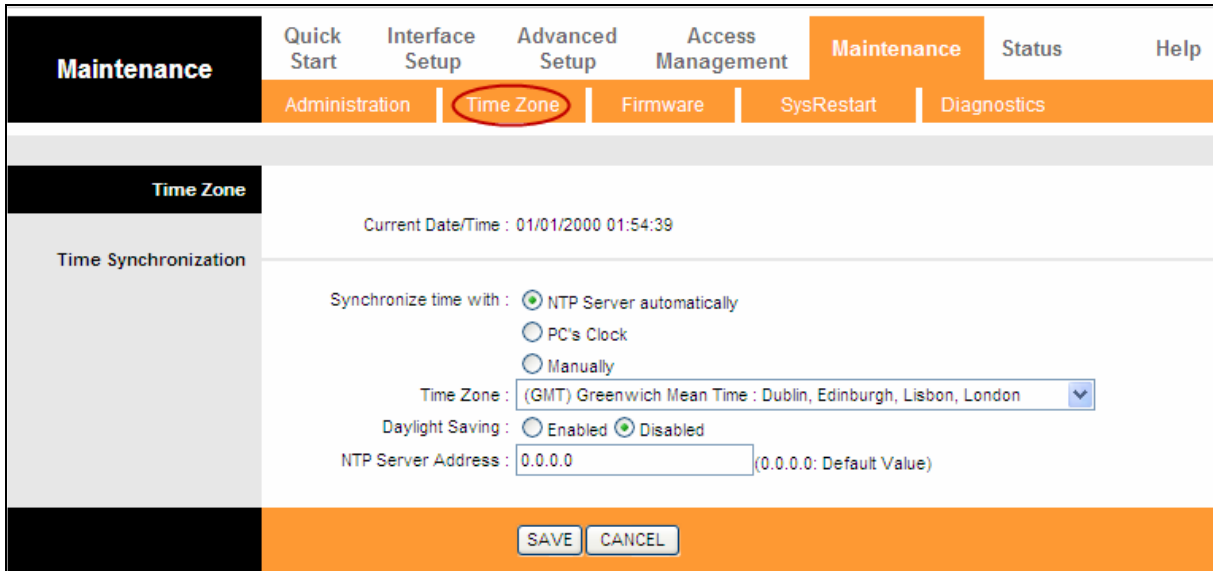 Maintenance
Quick Start
Interface Setup
Advanced Setup
Access Management
Maintenance
Status
Help
Administration
Time Zone
Firmware
SysRestart
Diagnostics
Time Zone
Current Date/Time : 01/01/2000 01:54:39
Time Synchronization
Synchronize time with : NTP Server automatically
PC's Clock
Manually
Time Zone : (GMT) Greenwich Mean Time : Dublin, Edinburgh, Lisbon, London
Daylight Saving : Enabled Disabled
NTP Server Address : 0.0.0.0 (0.0.0.0: Default Value)
SAVE CANCEL